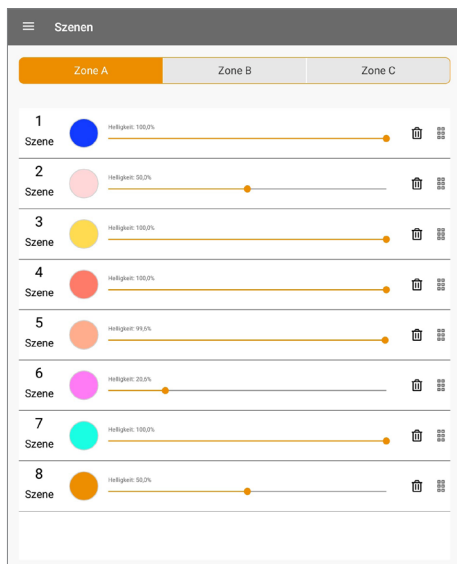 Szenen
Zone A Zone B Zone C
1
Szene
Helligkeit: 100,0%
2
Szene
Helligkeit: 50,0%
3
Szene
Helligkeit: 100,0%
4
Szene
Helligkeit: 100,0%
5
Szene
Helligkeit: 99,6%
6
Szene
Helligkeit: 20,6%
7
Szene
Helligkeit: 100,0%
8
Szene
Helligkeit: 50,0%